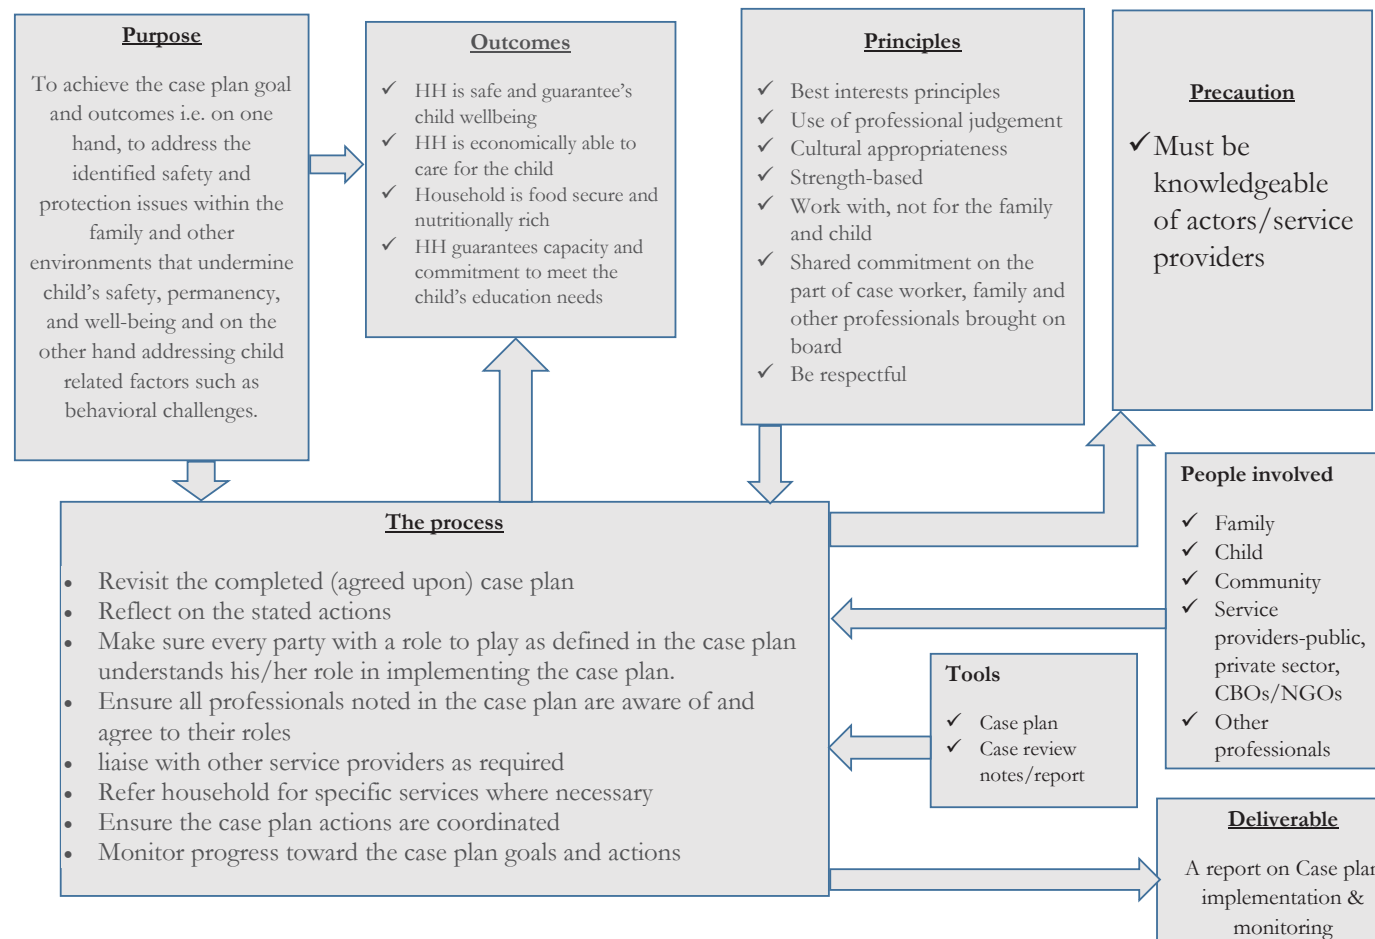 Purpose
To achieve the case plan goal
and outcomes i.e. on one
hand, to address the
identified safety and
protection issues within the
family and other
environments that undermine
child's safety, permanency,
and well-being and on the
other hand addressing child
related factors such as
behavioral challenges.
Outcomes
✓ HH is safe and guarantee's
child wellbeing
✓ HH is economically able to
care for the child
✓ Household is food secure and
nutritionally rich
✓ HH guarantees capacity and
commitment to meet the
child's education needs
Principles
✓ Best interests principles
✓ Use of professional judgement
✓ Cultural appropriateness
✓ Strength-based
✓ Work with, not for the family
and child
✓ Shared commitment on the
part of case worker, family and
other professionals brought on
board
✓ Be respectful
Precaution
✓ Must be
knowledgeable
of actors/service
providers
The process
• Revisit the completed (agreed upon) case plan
• Reflect on the stated actions
• Make sure every party with a role to play as defined in the case plan
understands his/her role in implementing the case plan.
• Ensure all professionals noted in the case plan are aware of and
agree to their roles
• liaise with other service providers as required
• Refer household for specific services where necessary
• Ensure the case plan actions are coordinated
• Monitor progress toward the case plan goals and actions
People involved
✓ Family
✓ Child
✓ Community
✓ Service
providers-public,
private sector,
CBOs/NGOs
✓ Other
professionals
Tools
✓ Case plan
✓ Case review
notes/report
Deliverable
A report on Case plan
implementation &
monitoring